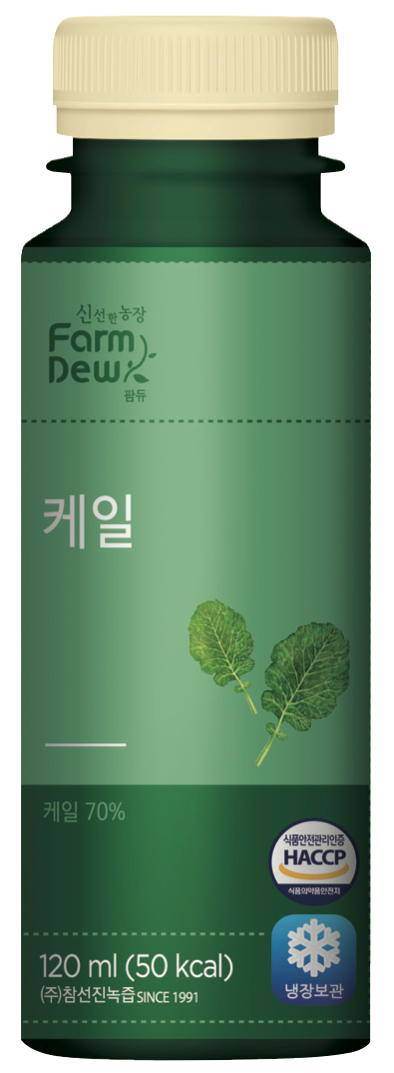 신선한농장
Farm
Dew
팜듀
케일
케일 70%
식품안전관리인증
HACCP
식품의약품안전처
120 ml (50 kcal)
(주)참선진녹즙 SINCE 1991
냉장보관